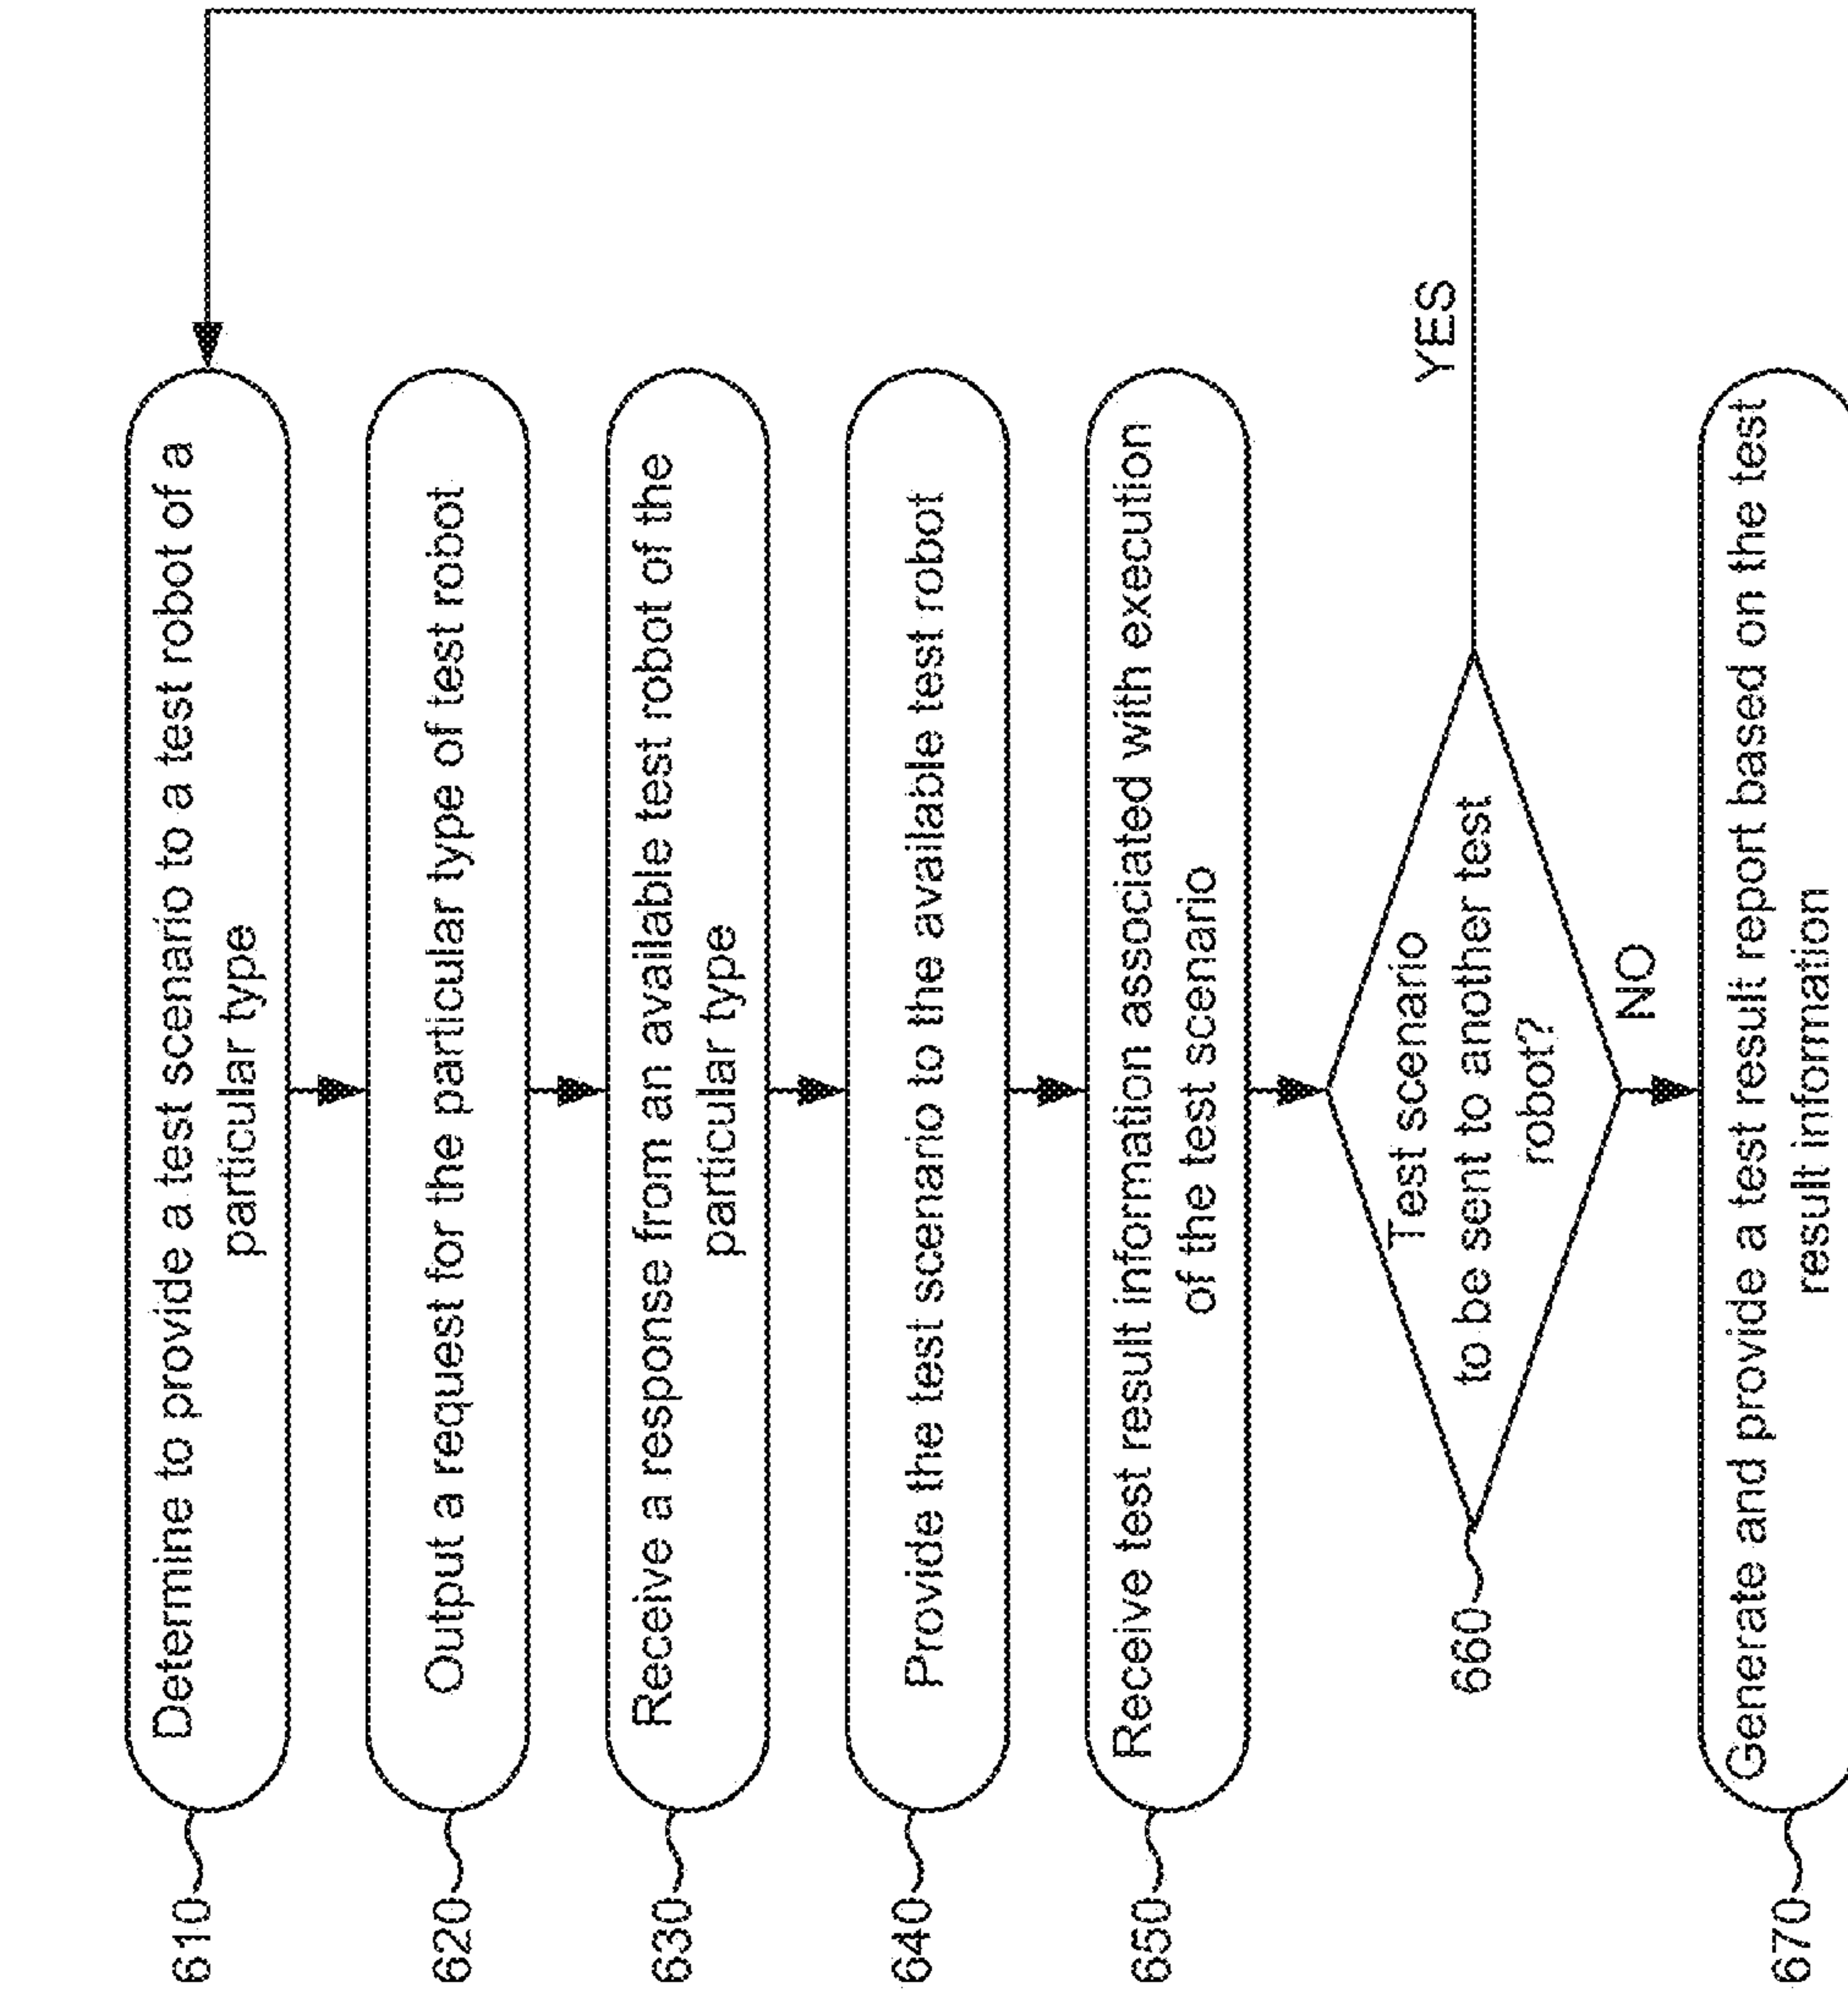 610
Determine to provide a test scenario to a test robot of a
particular type
620
Output a request for the particular type of test robot
630
Receive a response from an available test robot of the
particular type
640
Provide the test scenario to the available test robot
650
Receive test result information associated with execution
of the test scenario
660
Test scenario
to be sent to another test
robot?
YES
NO
670
Generate and provide a test result report based on the test
result information